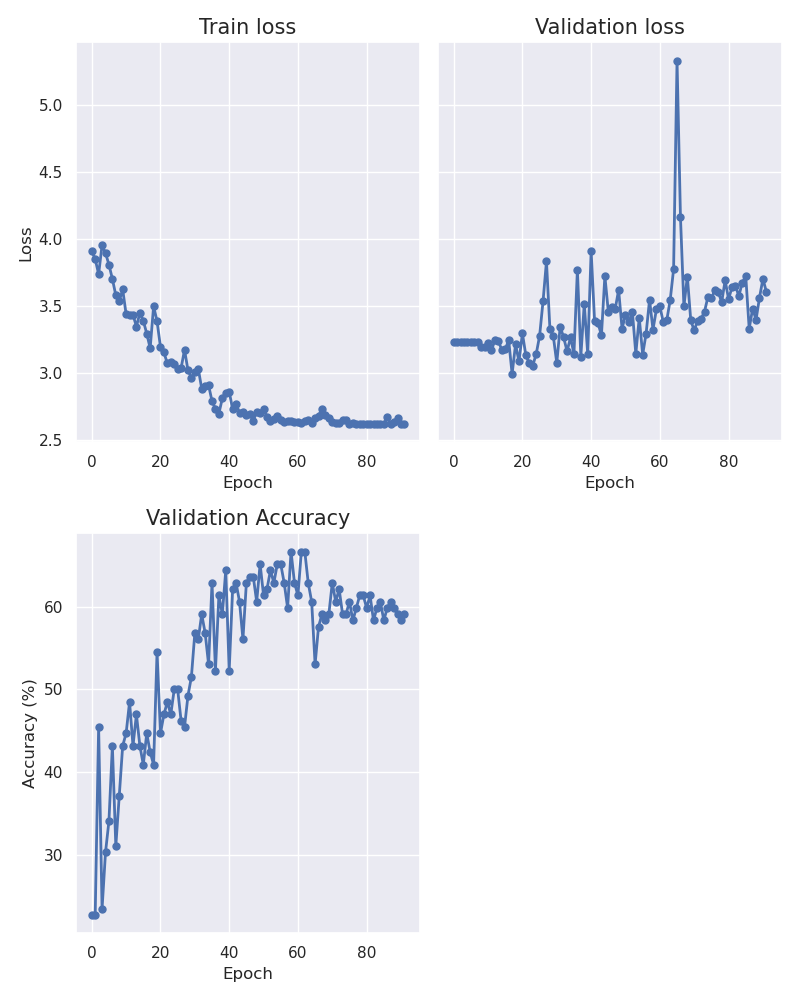 Train loss
Validation loss
5.0
4.5
4.0
3.5
3.0
2.5
Loss
0 20 40 60 80
0 20 40 60 80
Epoch
Epoch
Validation Accuracy
60
50
40
30
Accuracy (%)
0 20 40 60 80
Epoch